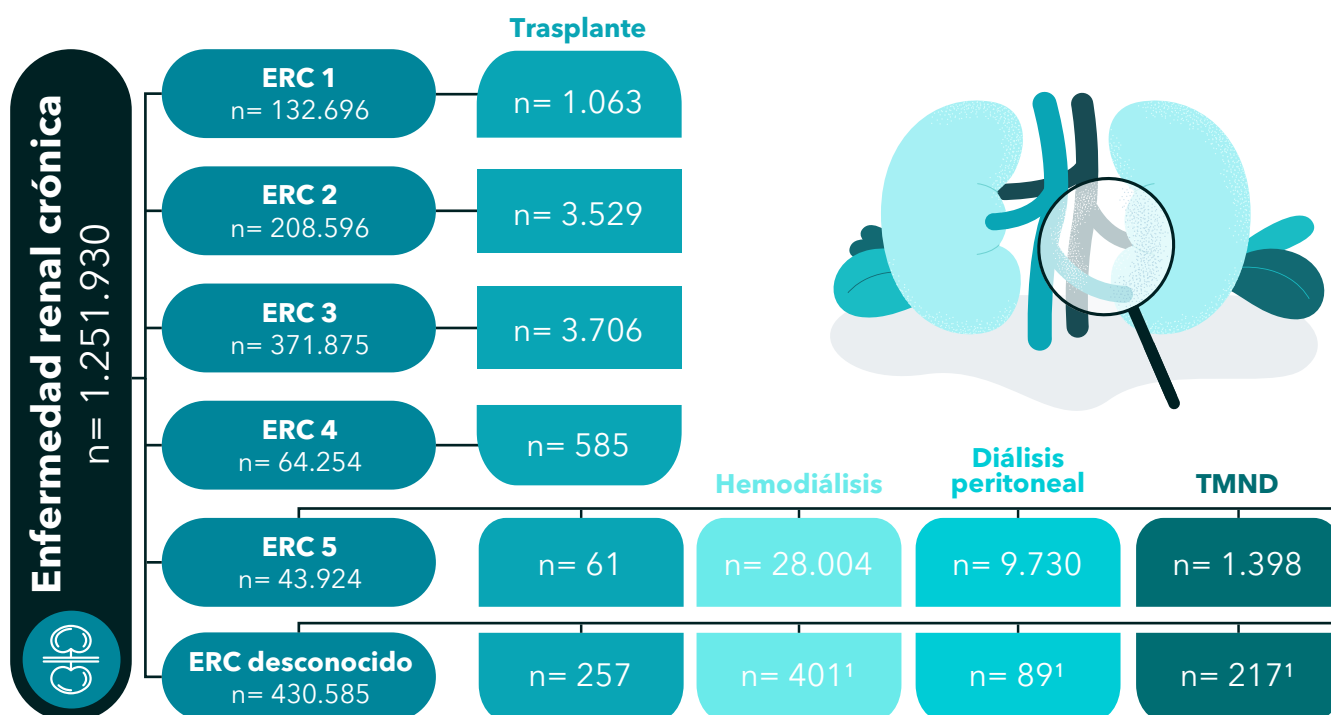 Enfermedad renal crónica
n= 1.251.930
Trasplante
ERC 1
n= 132.696
n= 1.063
ERC 2
n= 208.596
n= 3.529
ERC 3
n= 371.875
n= 3.706
ERC 4
n= 64.254
n= 585
Hemodiálisis
Diálisis
peritoneal
TMND
ERC 5
n= 43.924
n= 61
n= 28.004
n= 9.730
n= 1.398
ERC desconocido
n= 430.585
n= 257
n= 401¹
n= 89¹
n= 217¹